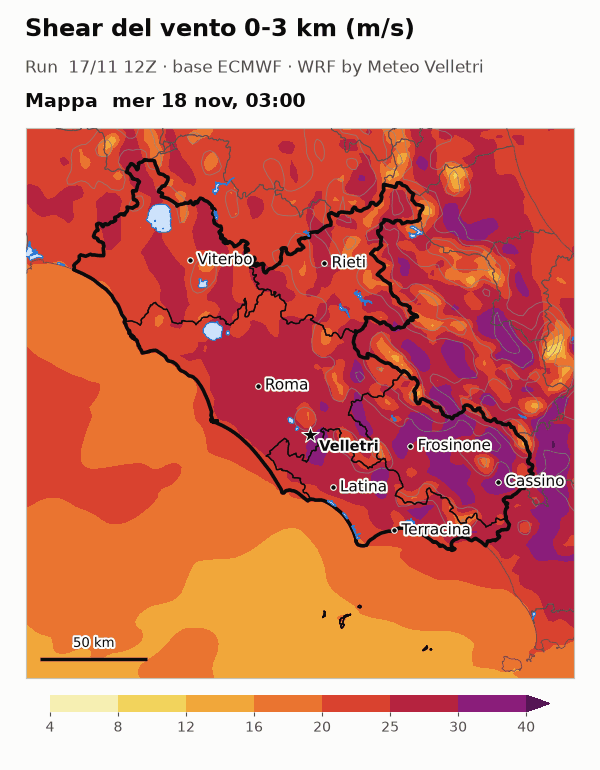 Shear del vento 0-3 km (m/s)
Run  17/11 12Z · base ECMWF · WRF by Meteo Velletri
Mappa  mer 18 nov, 03:00
Viterbo
Rieti
Roma
Velletri
Frosinone
Cassino
Latina
Terracina
50 km
4 8 12 16 20 25 30 40